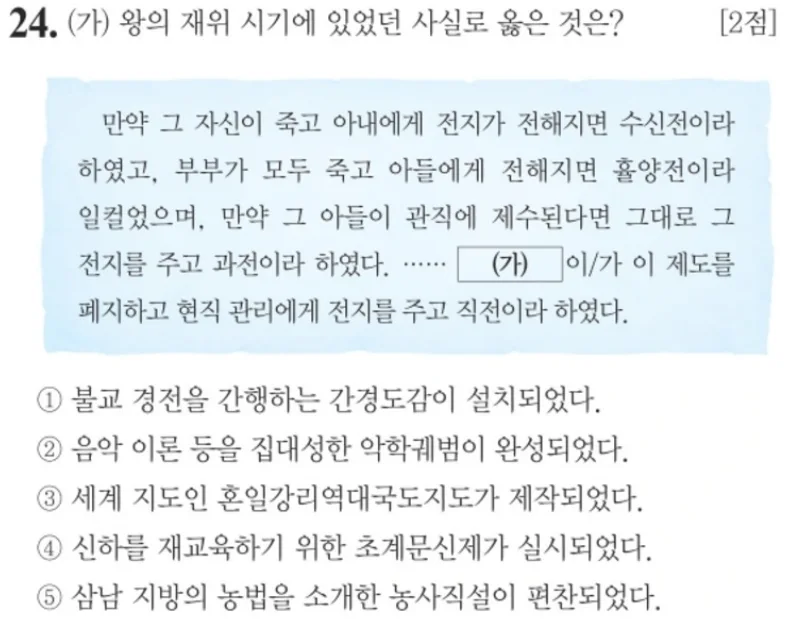 24. (가) 왕의 재위 시기에 있었던 사실로 옳은 것은? [2점]
만약 그 자신이 죽고 아내에게 전지가 전해지면 수신전이라
하였고, 부부가 모두 죽고 아들에게 전해지면 휼양전이라
일컬었으며, 만약 그 아들이 관직에 제수된다면 그대로 그
전지를 주고 과전이라 하였다. …… (가) 이/가 이 제도를
폐지하고 현직 관리에게 전지를 주고 직전이라 하였다.
① 불교 경전을 간행하는 간경도감이 설치되었다.
② 음악 이론 등을 집대성한 악학궤범이 완성되었다.
③ 세계 지도인 혼일강리역대국도지도가 제작되었다.
④ 신하를 재교육하기 위한 초계문신제가 실시되었다.
⑤ 삼남 지방의 농법을 소개한 농사직설이 편찬되었다.